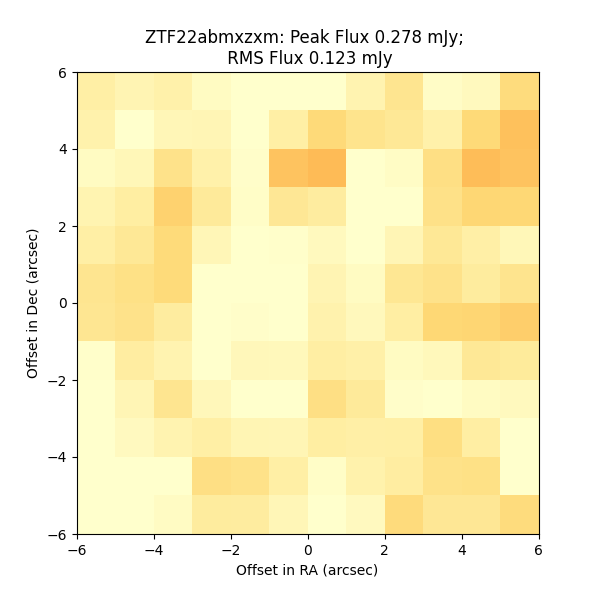 ZTF22abmxzxm: Peak Flux 0.278 mJy;
RMS Flux 0.123 mJy
6
4
2
0
−2
−4
−6
Offset in Dec (arcsec)
−6 −4 −2 0 2 4 6
Offset in RA (arcsec)